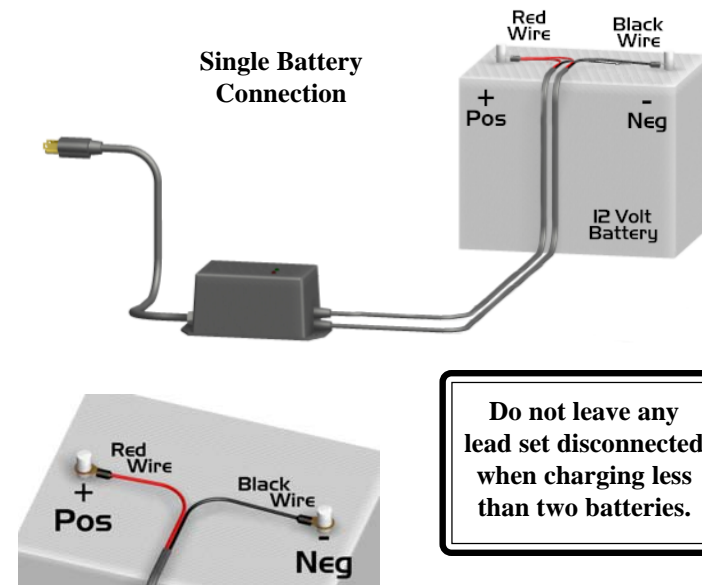 Single Battery
Connection
Red
Wire
Black
Wire
+
Pos
-
Neg
12 Volt
Battery
Red
Wire
+
Pos
Black
Wire
-
Neg
Do not leave any
lead set disconnected
when charging less
than two batteries.